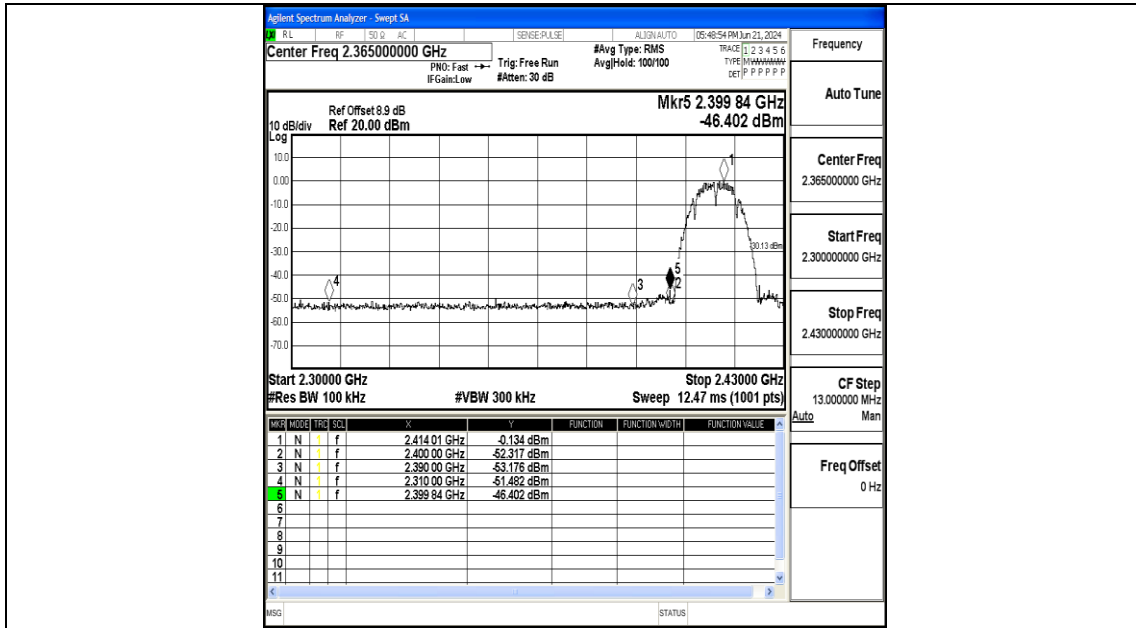 Agilent Spectrum Analyzer - Swept SA
RL RF 50 Ω AC SENSE:PULSE ALIGN AUTO 05:48:54 PM Jun 21, 2024
Center Freq 2.365000000 GHz
PNO: Fast
IFGain:Low
Trig: Free Run
#Atten: 30 dB
#Avg Type: RMS
Avg|Hold: 100/100
TRACE 1 2 3 4 5 6
TYPE MWWWWW
DET P P P P P P
Mkr5 2.399 84 GHz
-46.402 dBm
Ref Offset 8.9 dB
10 dB/div Ref 20.00 dBm
Log
10.0
0.00
-10.0
-20.0
-30.0
-40.0
-50.0
-60.0
-70.0
1
-30.13 dBm
5
4
3
2
Start 2.30000 GHz Stop 2.43000 GHz
#Res BW 100 kHz #VBW 300 kHz Sweep 12.47 ms (1001 pts)
MKR MODE TRC SCL X Y FUNCTION FUNCTION WIDTH FUNCTION VALUE
1 N 1 f 2.414 01 GHz -0.134 dBm
2 N 1 f 2.400 00 GHz -52.317 dBm
3 N 1 f 2.390 00 GHz -53.176 dBm
4 N 1 f 2.310 00 GHz -51.482 dBm
5 N 1 f 2.399 84 GHz -46.402 dBm
6
7
8
9
10
11
MSG STATUS
Frequency
Auto Tune
Center Freq
2.365000000 GHz
Start Freq
2.300000000 GHz
Stop Freq
2.430000000 GHz
CF Step
13.000000 MHz
Auto Man
Freq Offset
0 Hz